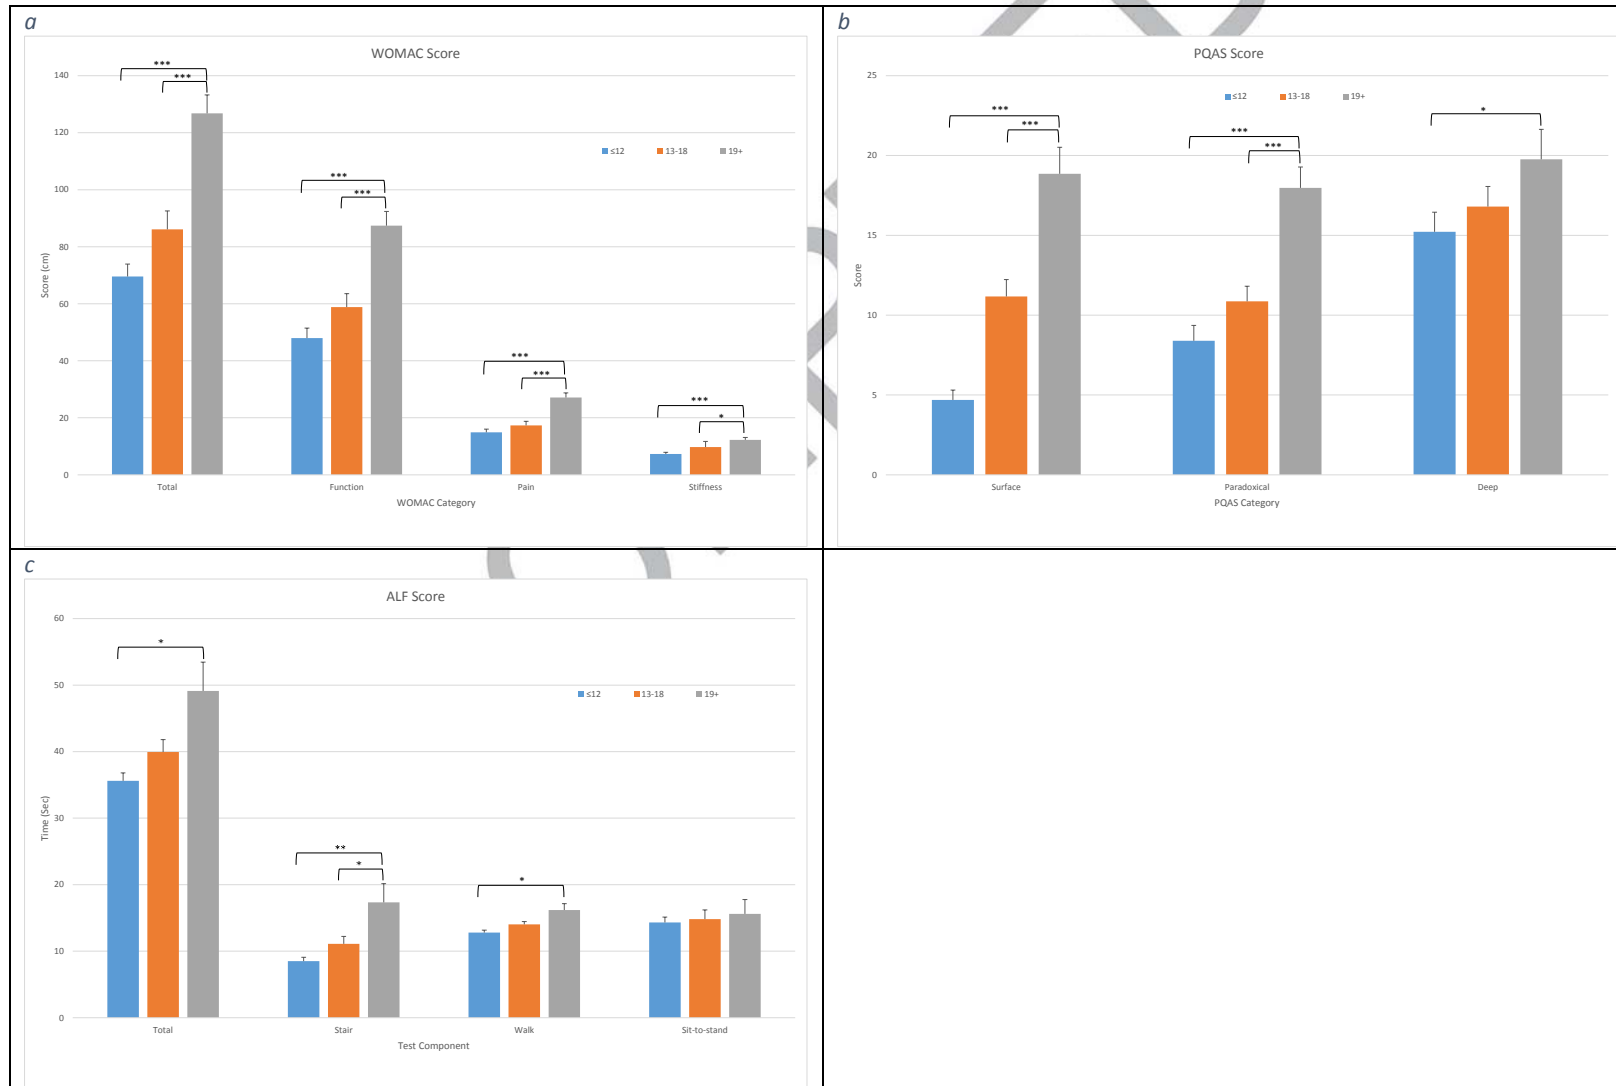 a
WOMAC Score
140
120
100
80
60
40
20
0
Score (cm)
≤12 13-18 19+
***
***
***
***
***
***
***
*
Total Function Pain Stiffness
WOMAC Category
b
PQAS Score
25
20
15
10
5
0
Score
≤12 13-18 19+
***
***
***
***
*
Surface Paradoxical Deep
PQAS Category
c
ALF Score
60
50
40
30
20
10
0
Time (Sec)
≤12 13-18 19+
*
**
*
*
Total Stair Walk Sit-to-stand
Test Component